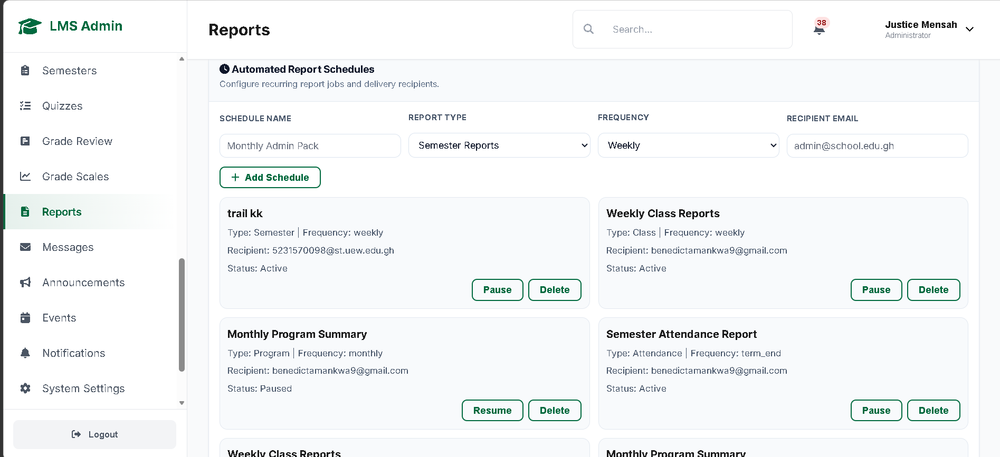 LMS Admin
Reports
Search...
38
Justice Mensah
Administrator
Semesters
Quizzes
Grade Review
Grade Scales
Reports
Messages
Announcements
Events
Notifications
System Settings
Logout
Automated Report Schedules
Configure recurring report jobs and delivery recipients.
SCHEDULE NAME
Monthly Admin Pack
REPORT TYPE
Semester Reports
FREQUENCY
Weekly
RECIPIENT EMAIL
admin@school.edu.gh
+ Add Schedule
trail kk
Type: Semester | Frequency: weekly
Recipient: 5231570098@st.uew.edu.gh
Status: Active
Pause Delete
Weekly Class Reports
Type: Class | Frequency: weekly
Recipient: benedictamankwa9@gmail.com
Status: Active
Pause Delete
Monthly Program Summary
Type: Program | Frequency: monthly
Recipient: benedictamankwa9@gmail.com
Status: Paused
Resume Delete
Semester Attendance Report
Type: Attendance | Frequency: term_end
Recipient: benedictamankwa9@gmail.com
Status: Active
Pause Delete
Weekly Class Reports
Monthly Program Summary